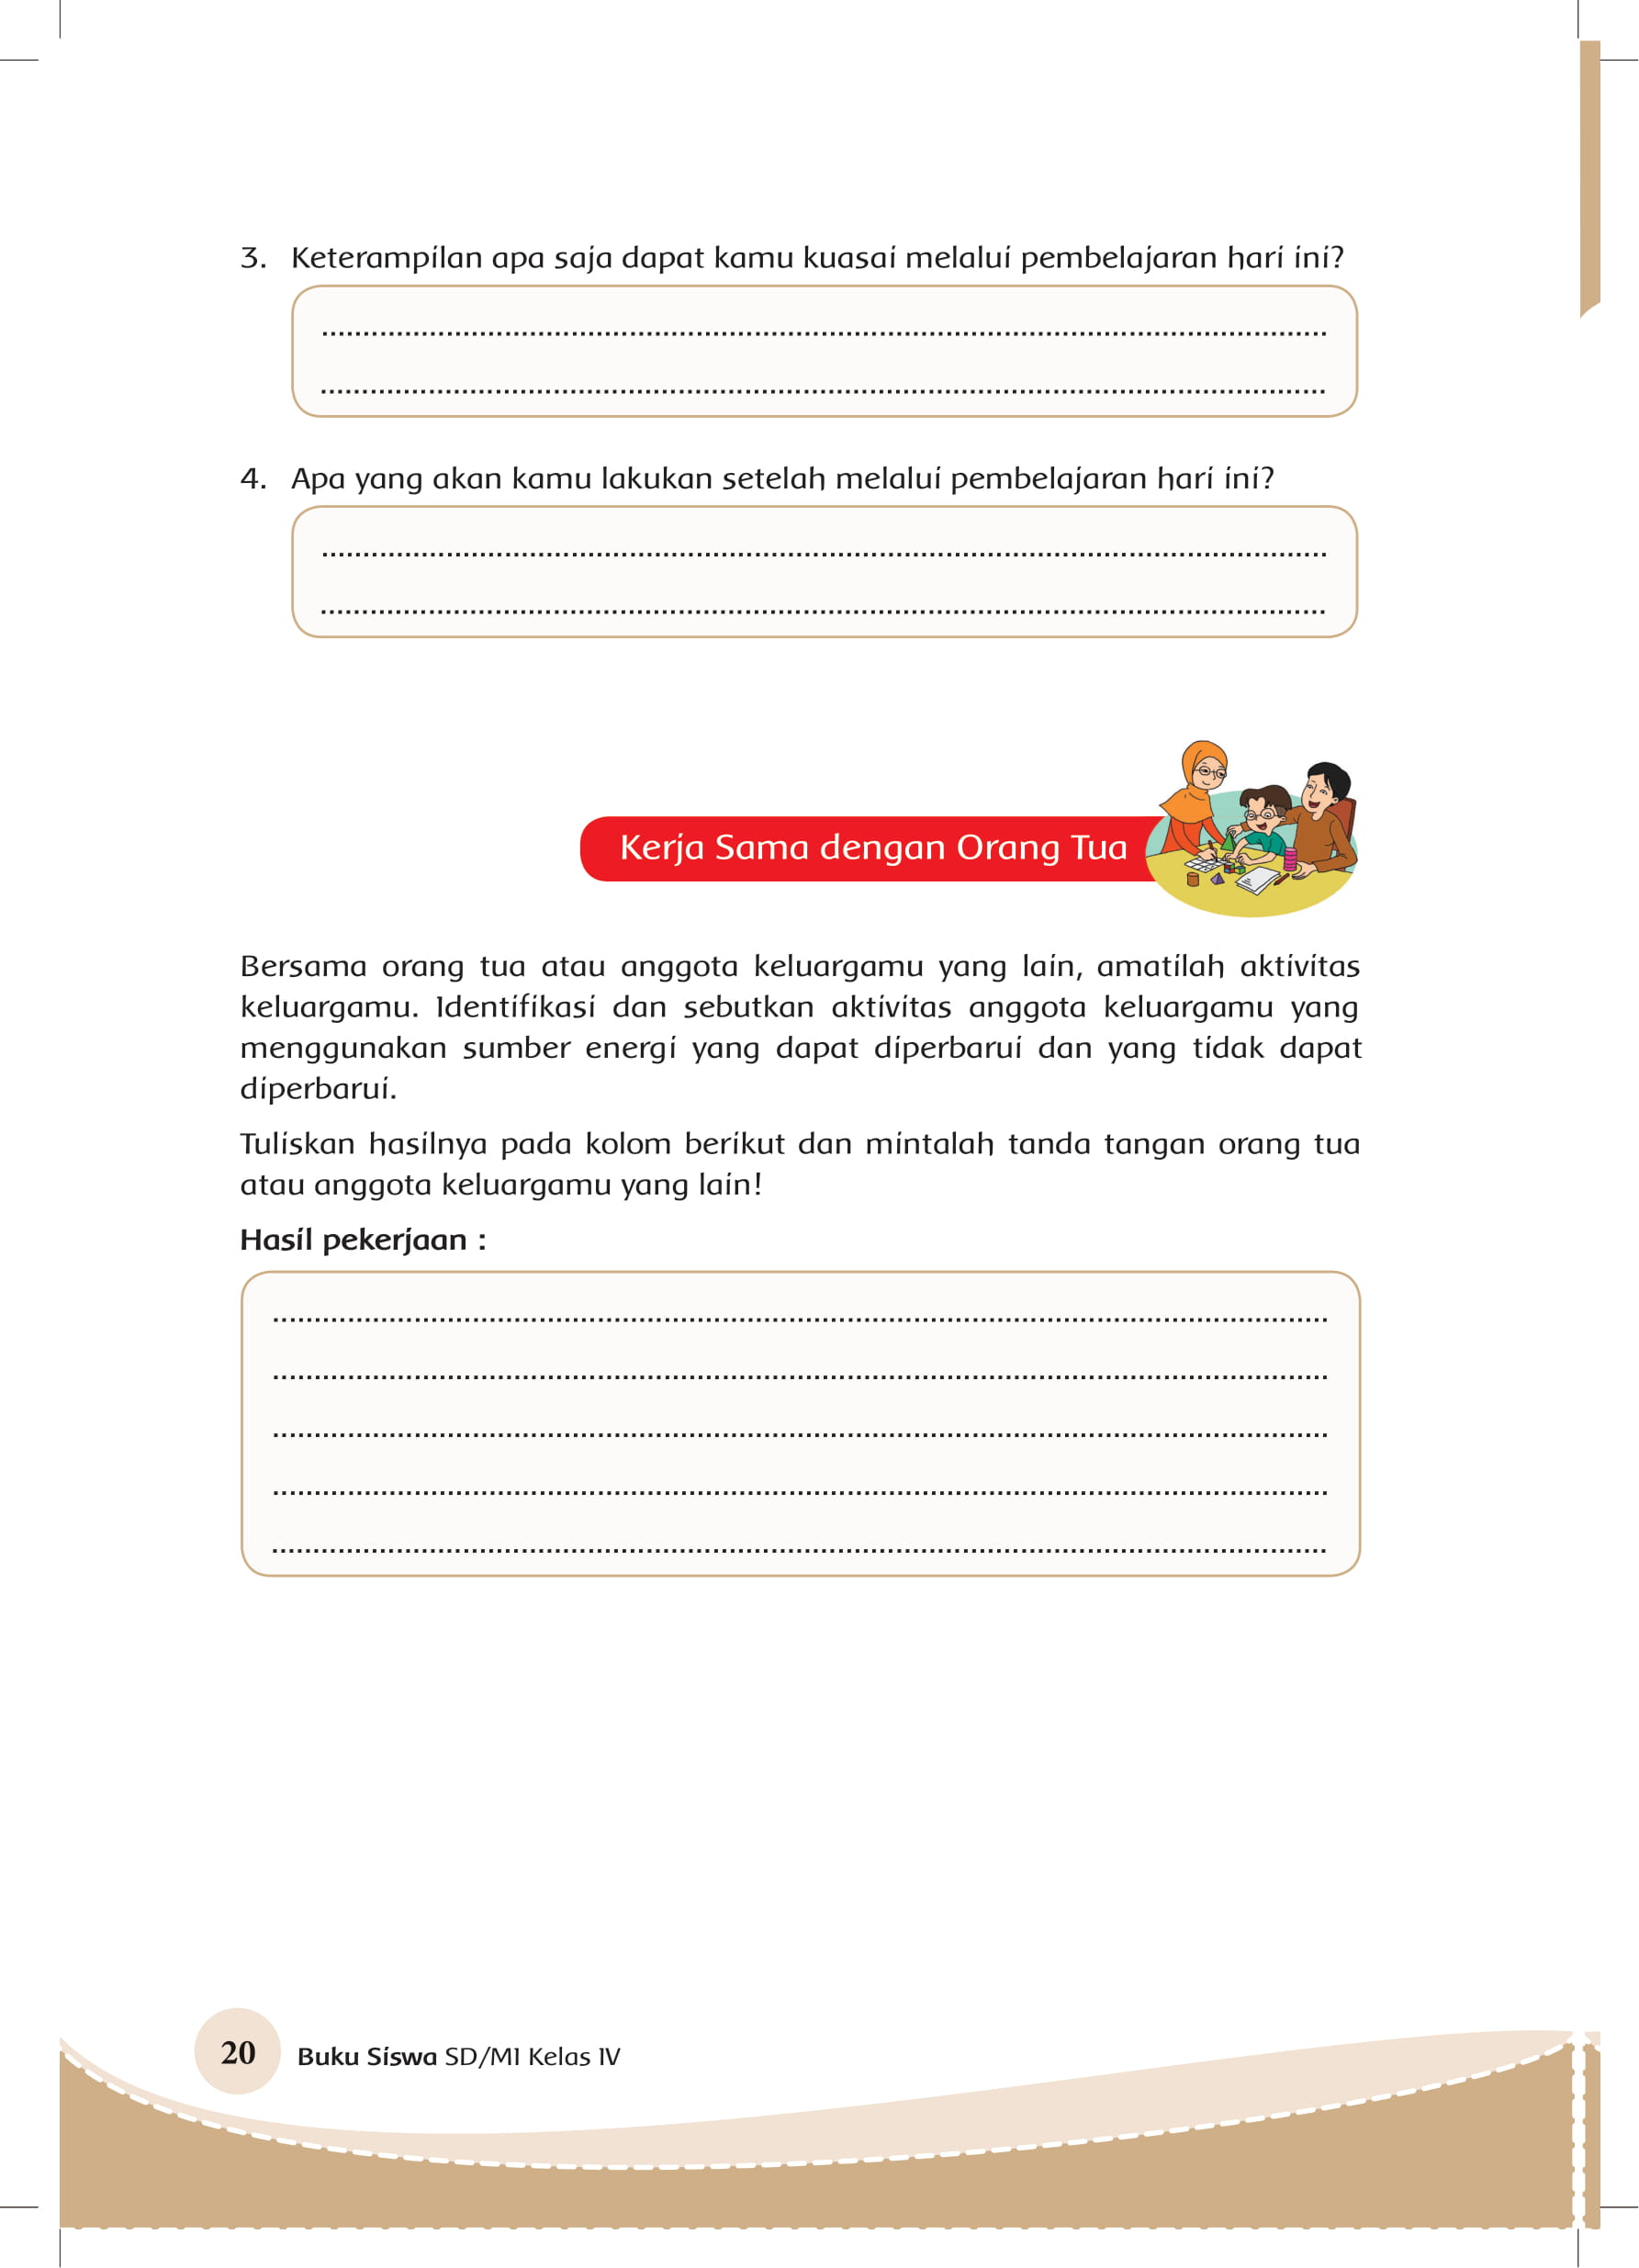 3. Keterampilan apa saja dapat kamu kuasai melalui pembelajaran hari ini?
................................................................................
................................................................................
4. Apa yang akan kamu lakukan setelah melalui pembelajaran hari ini?
................................................................................
................................................................................
Kerja Sama dengan Orang Tua
Bersama orang tua atau anggota keluargamu yang lain, amatilah aktivitas
keluargamu. Identifikasi dan sebutkan aktivitas anggota keluargamu yang
menggunakan sumber energi yang dapat diperbarui dan yang tidak dapat
diperbarui.
Tuliskan hasilnya pada kolom berikut dan mintalah tanda tangan orang tua
atau anggota keluargamu yang lain!
Hasil pekerjaan :
................................................................................
................................................................................
................................................................................
................................................................................
................................................................................
20 Buku Siswa SD/MI Kelas IV